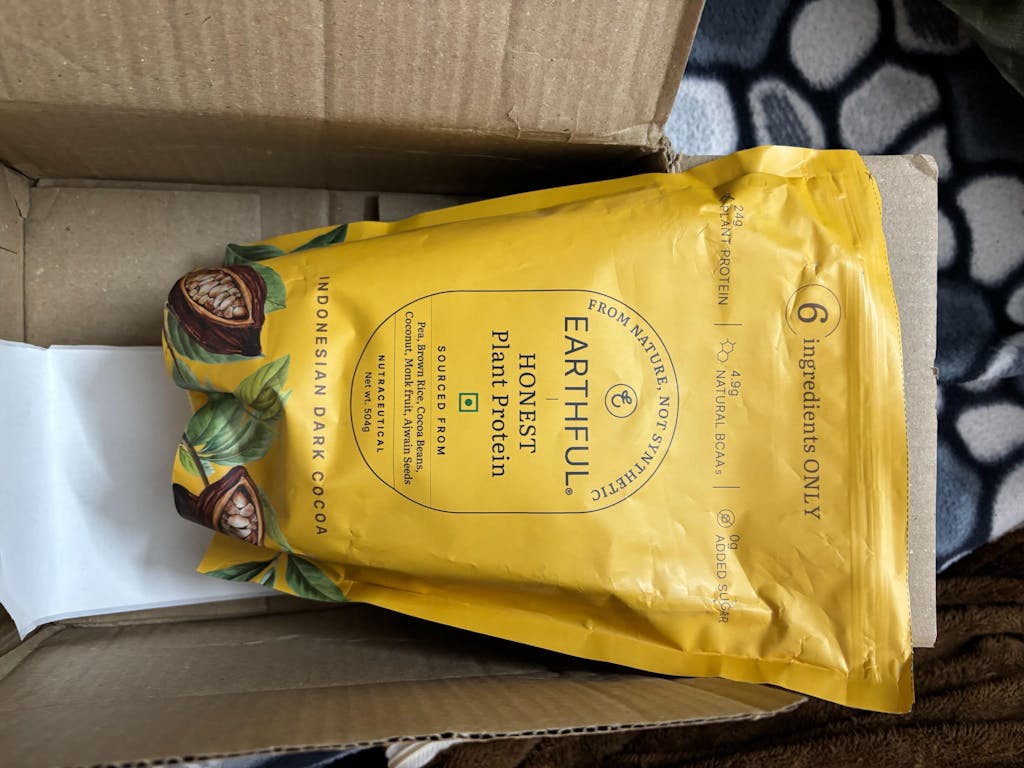 6 ingredients ONLY
24g
PLANT PROTEIN
4.9g
NATURAL BCAAs
0g
ADDED SUGAR
FROM NATURE, NOT SYNTHETIC
E
EARTHFUL®
HONEST
Plant Protein
SOURCED FROM
Pea, Brown Rice, Cocoa Beans,
Coconut, Monk fruit, Ajwain Seeds
NUTRACEUTICAL
Net wt. 504g
INDONESIAN DARK COCOA